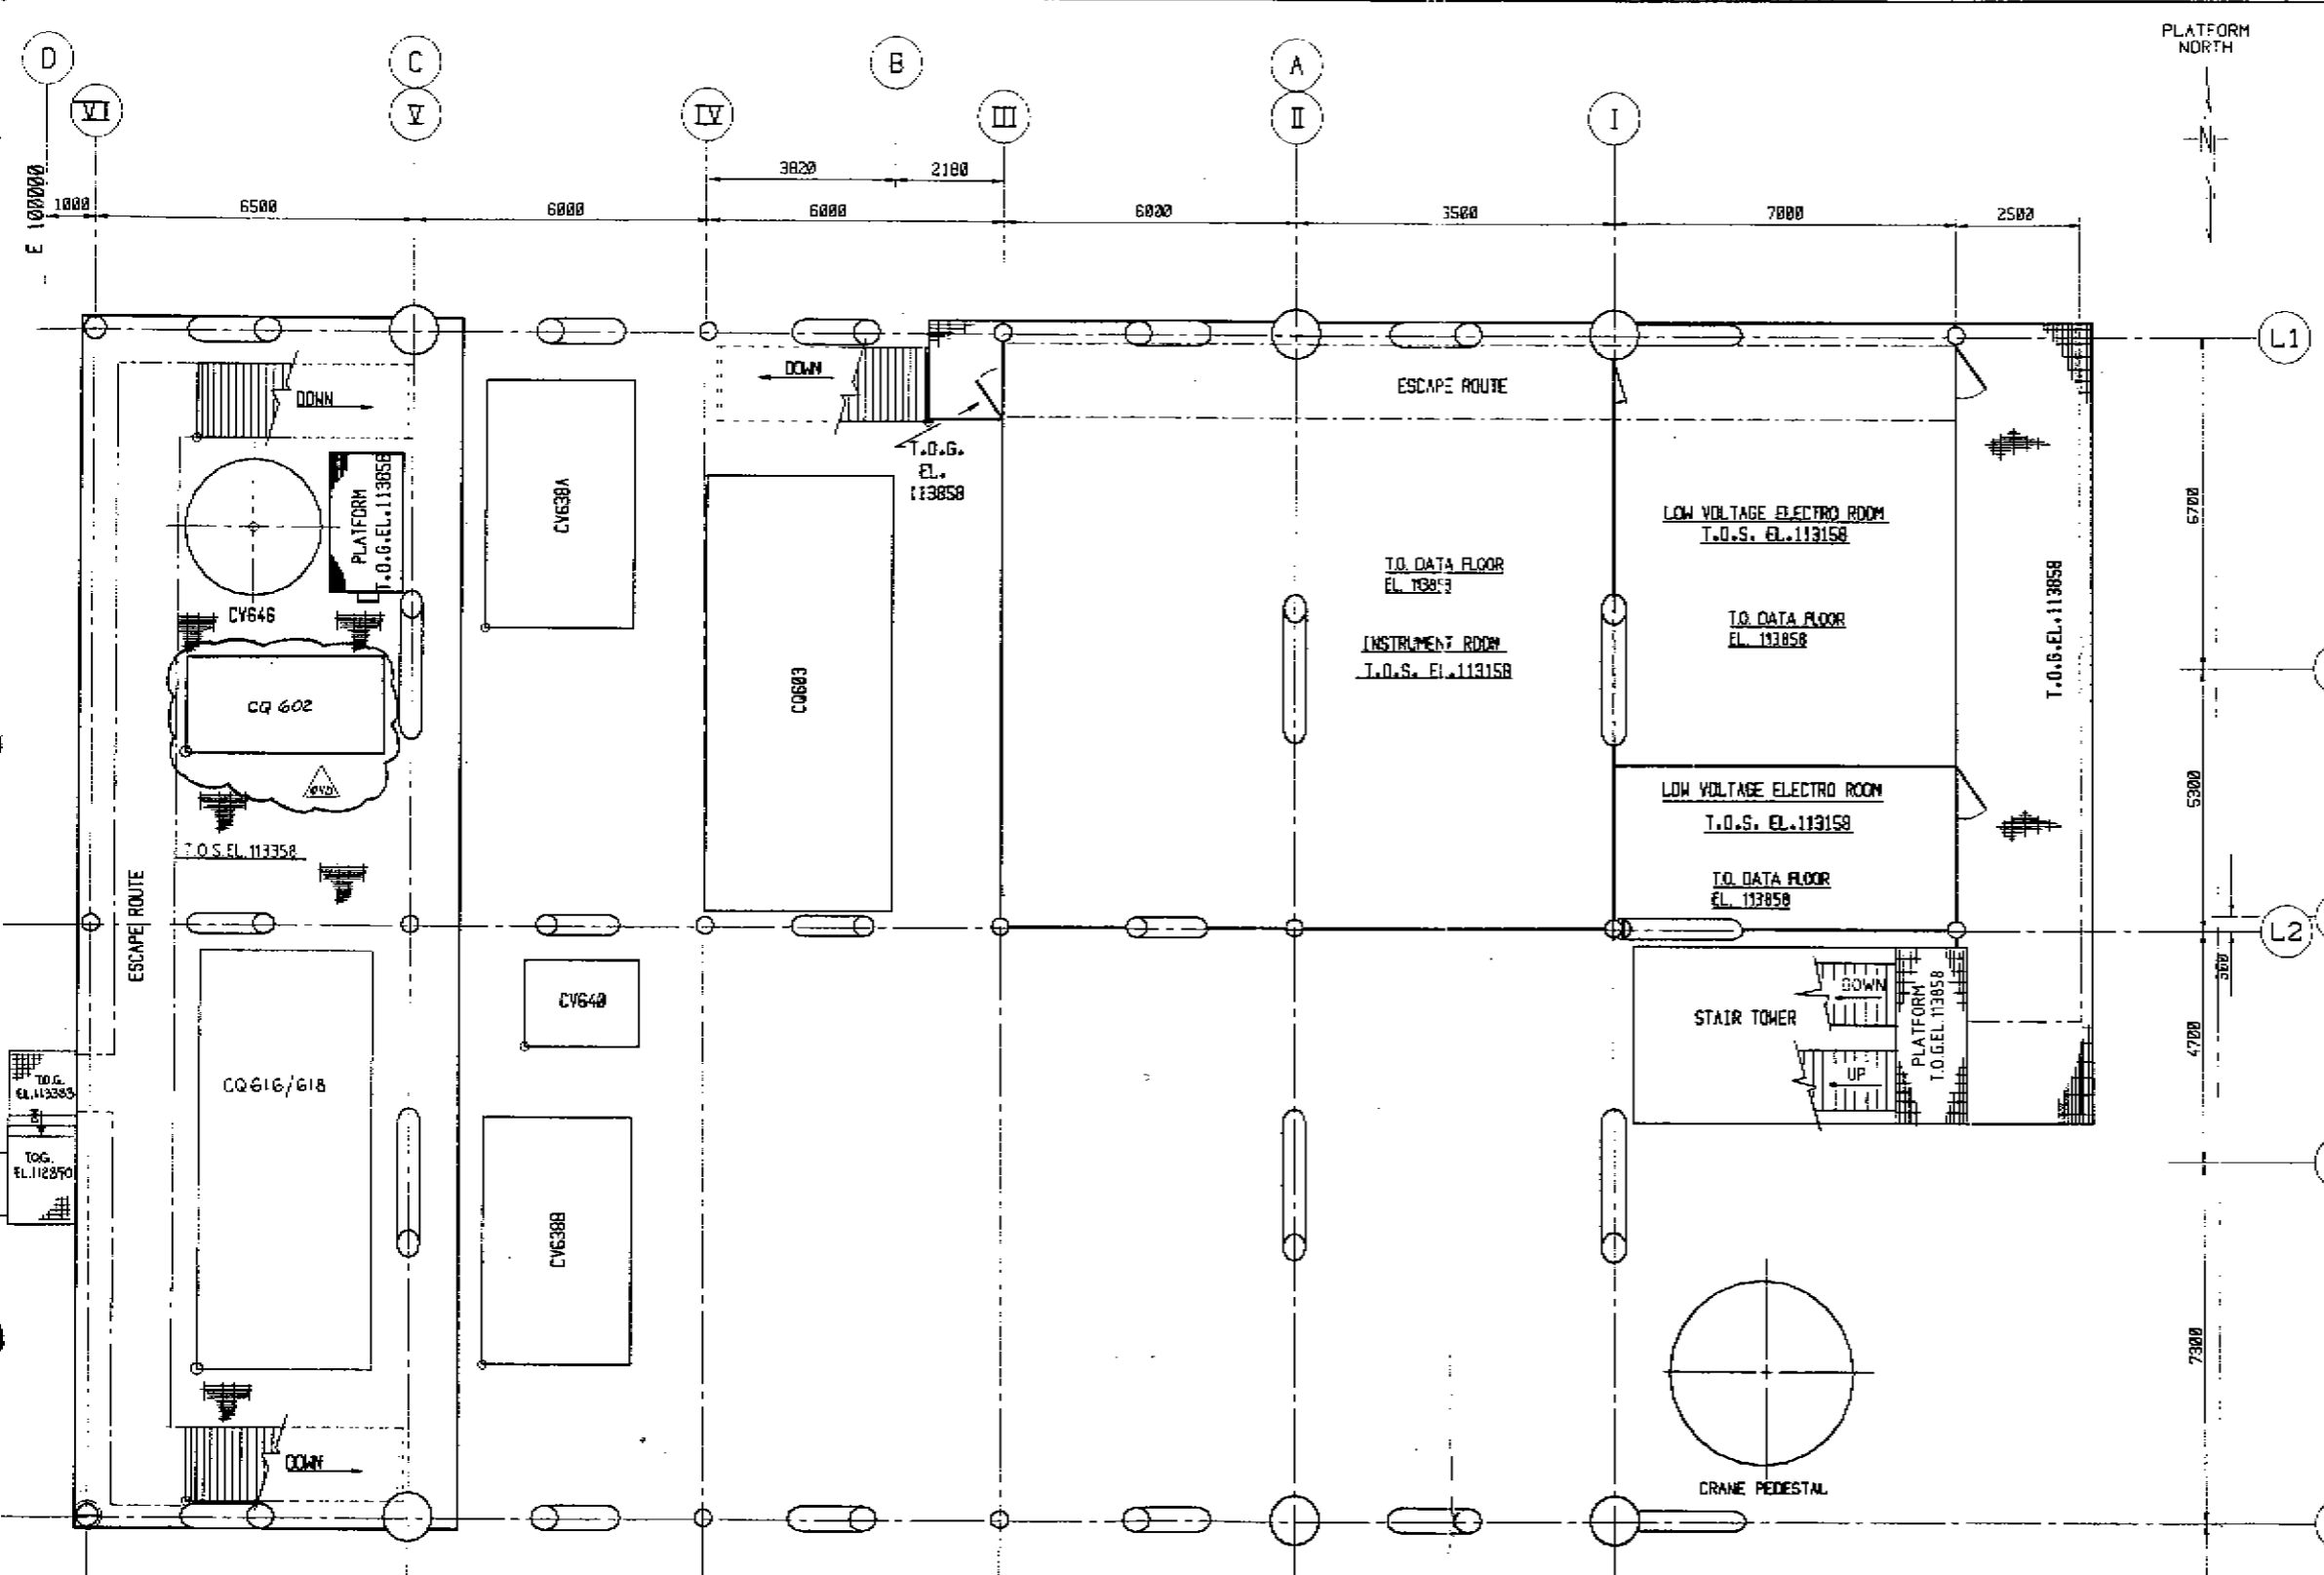 PLATFORM
NORTH
N
D
C
B
A
VI
V
IV
III
II
I
E 100000
3820
2180
1000
6500
6000
6000
6000
3500
7000
2500
L1
DOWN
DOWN
ESCAPE ROUTE
T.O.G.
EL.
113858
PLATFORM
T.O.G.EL.113858
CV638A
CV646
CQ 602
CQ603
T.O. DATA FLOOR
INSTRUMENT ROOM
T.O.S. EL.113158
LOW VOLTAGE ELECTRO ROOM
T.O.S. EL.113158
T.O. DATA FLOOR
EL. 113858
T.O.G.EL.113858
6700
5300
LOW VOLTAGE ELECTRO ROOM
T.O.S. EL.113158
T.O. DATA FLOOR
EL. 113858
T.O.S.EL.113358
ESCAPE ROUTE
L2
CV640
STAIR TOWER
DOWN
UP
PLATFORM
T.O.G.EL.113858
4700
CQ616/618
T.O.G.
DN
TOG.
CV638B
7300
DOWN
CRANE PEDESTAL